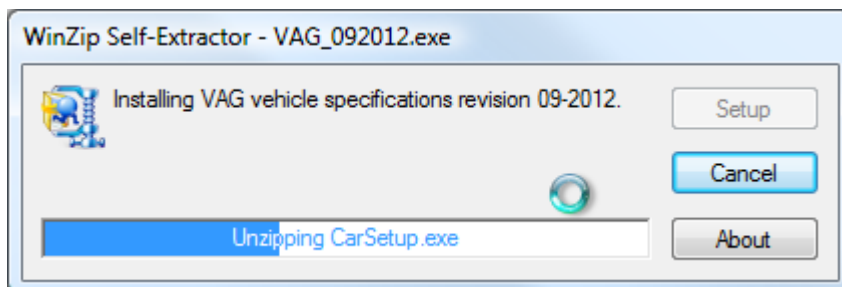 WinZip Self-Extractor - VAG_092012.exe
Installing VAG vehicle specifications revision 09-2012.
Setup
Cancel
Unzipping CarSetup.exe
About